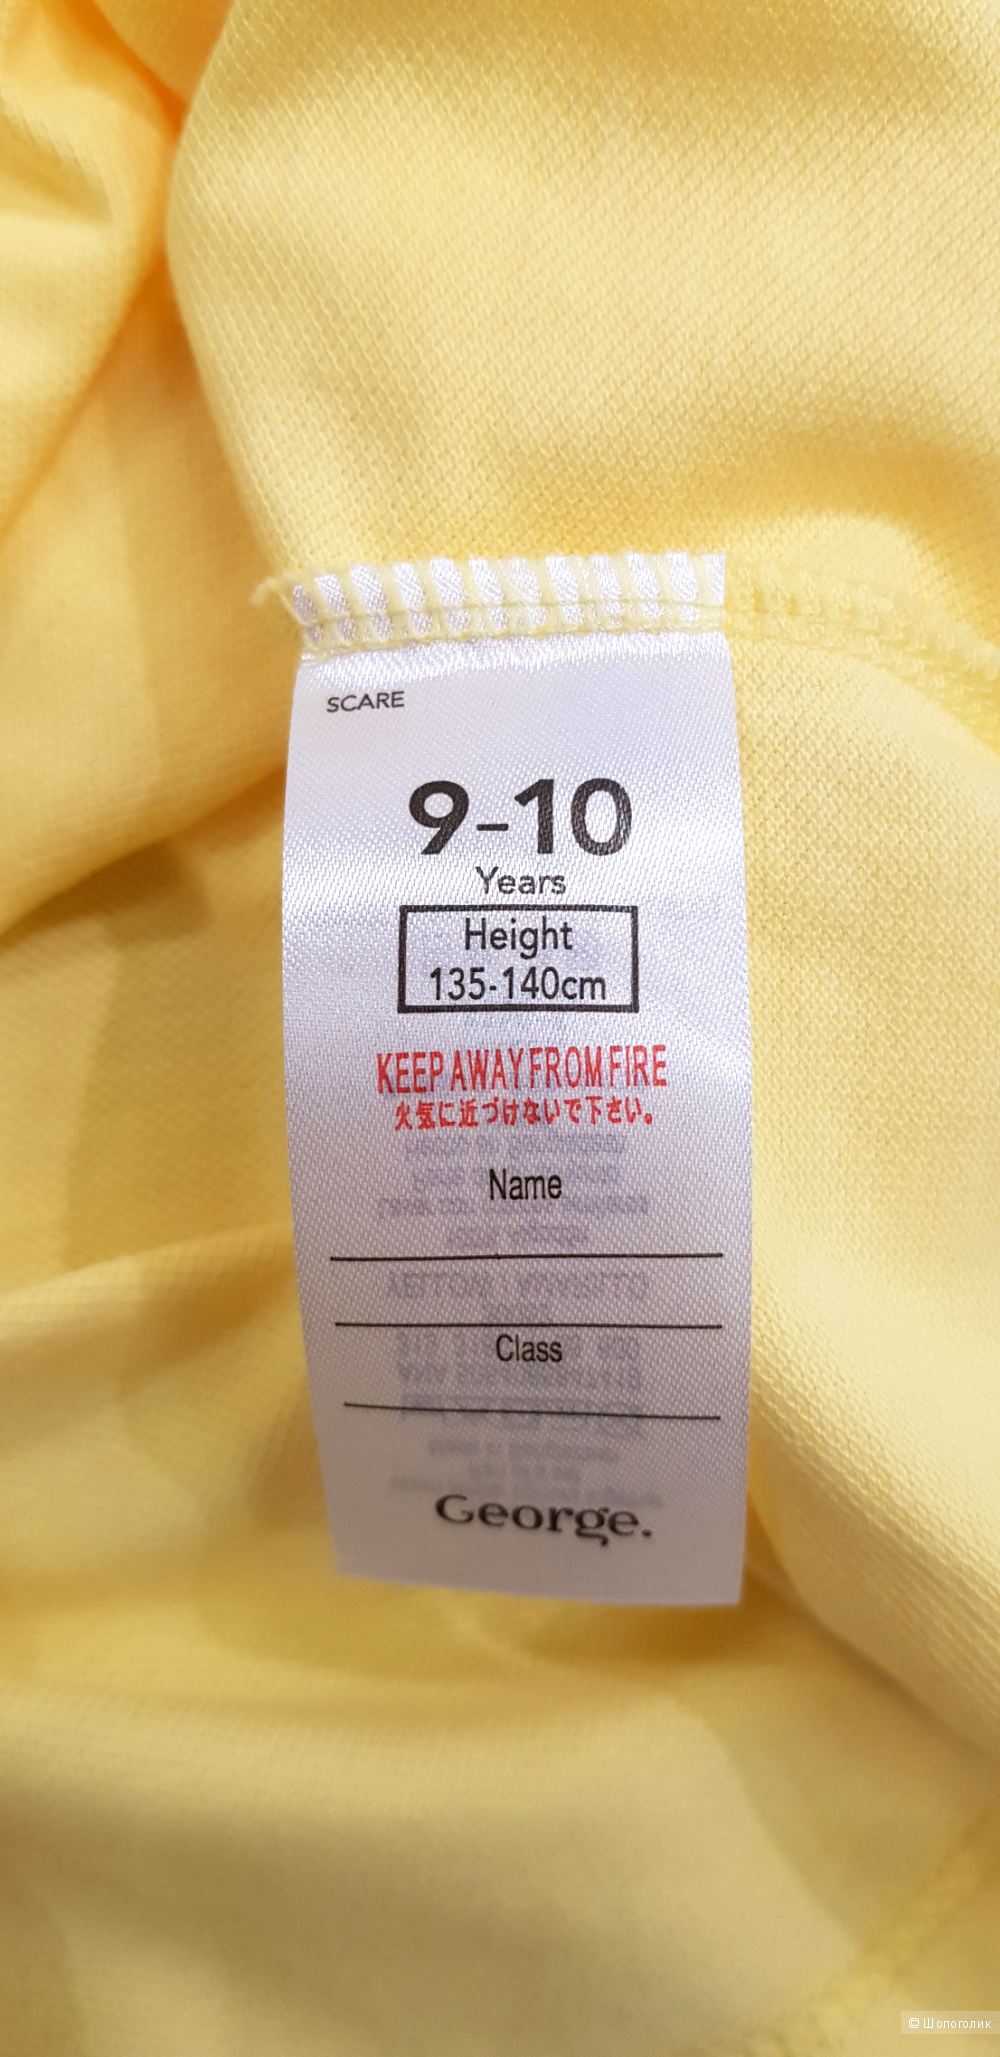 SCARE
9-10
Years
Height
135-140cm
KEEP AWAY FROM FIRE
火気に近づけないで下さい。
Name
Class
George.
© Шопоголик